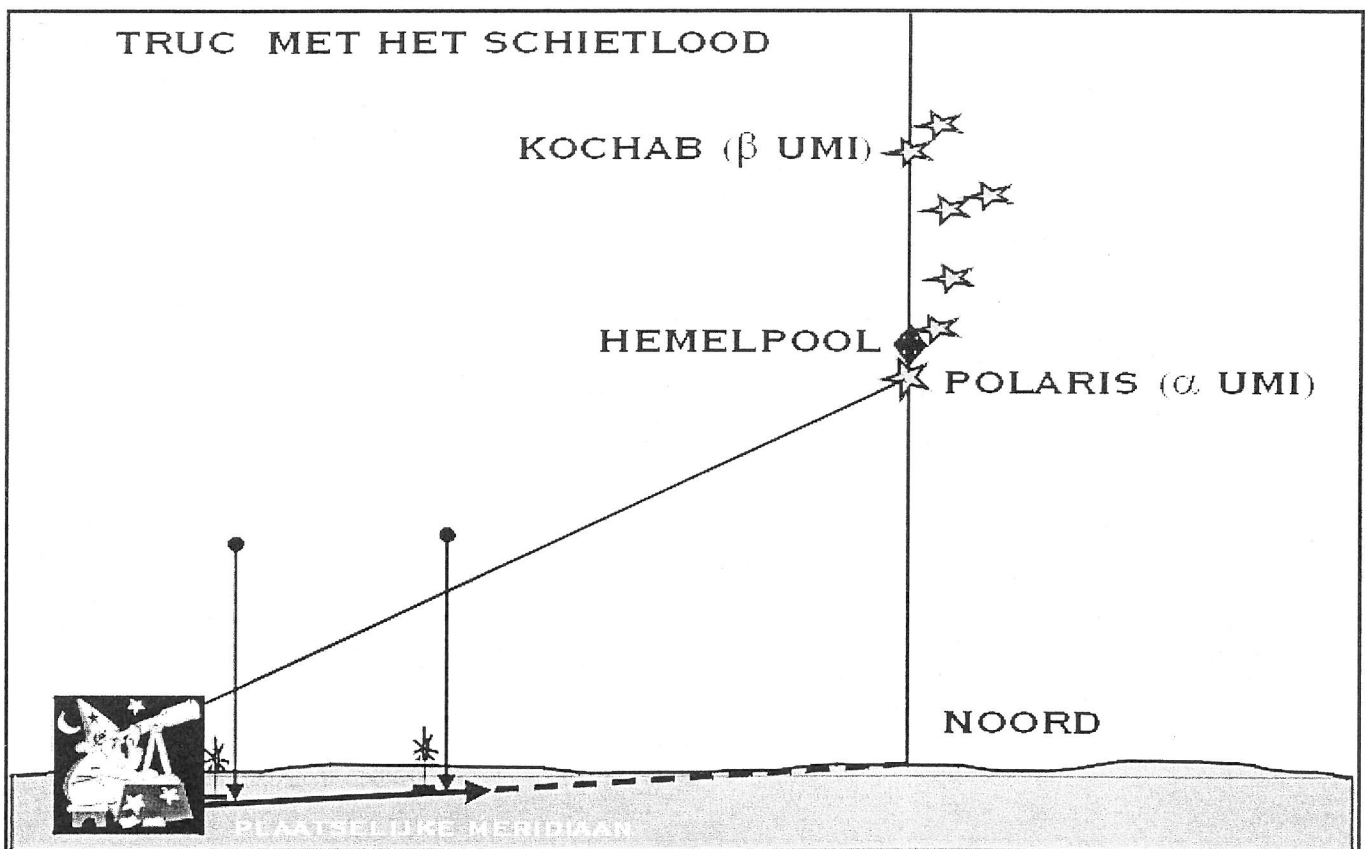 TRUC MET HET SCHIETLOOD
KOCHAB (β UMI)
HEMELPOOL
POLARIS (α UMI)
NOORD
PLAATSELIJKE MERIDIAAN